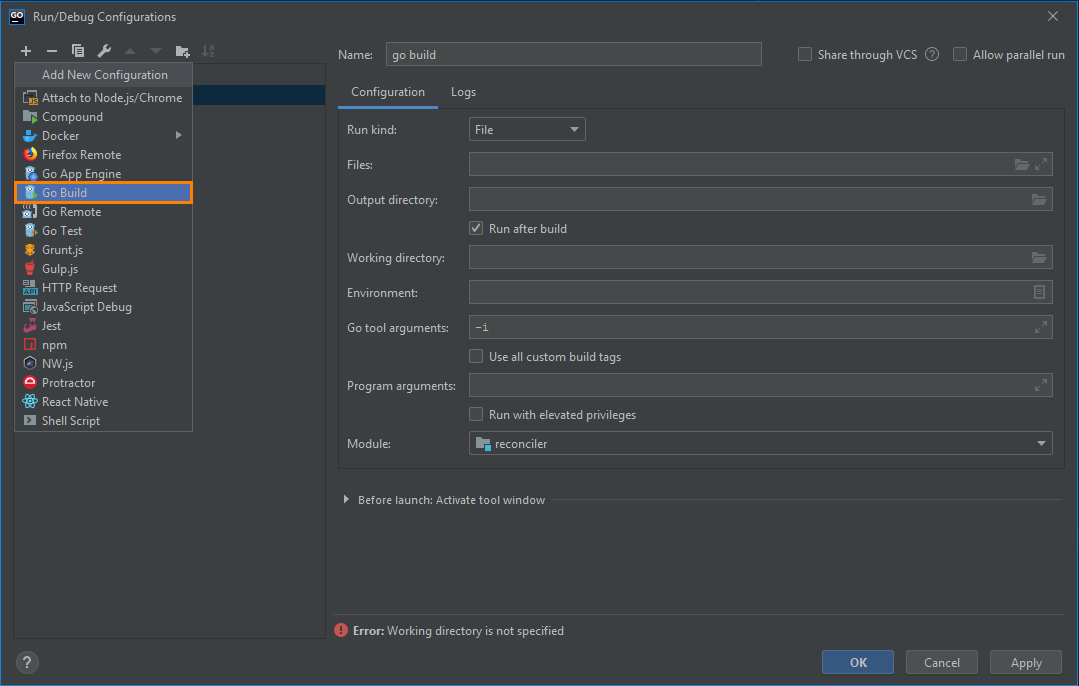 GO Run/Debug Configurations
Name: go build Share through VCS ? Allow parallel run
Add New Configuration
Attach to Node.js/Chrome
Compound
Docker
Firefox Remote
Go App Engine
Go Build
Go Remote
Go Test
Grunt.js
Gulp.js
HTTP Request
JavaScript Debug
Jest
npm
NW.js
Protractor
React Native
Shell Script
Configuration Logs
Run kind: File
Files:
Output directory:
Run after build
Working directory:
Environment:
Go tool arguments: -i
Use all custom build tags
Program arguments:
Run with elevated privileges
Module: reconciler
Before launch: Activate tool window
! Error: Working directory is not specified
? OK Cancel Apply